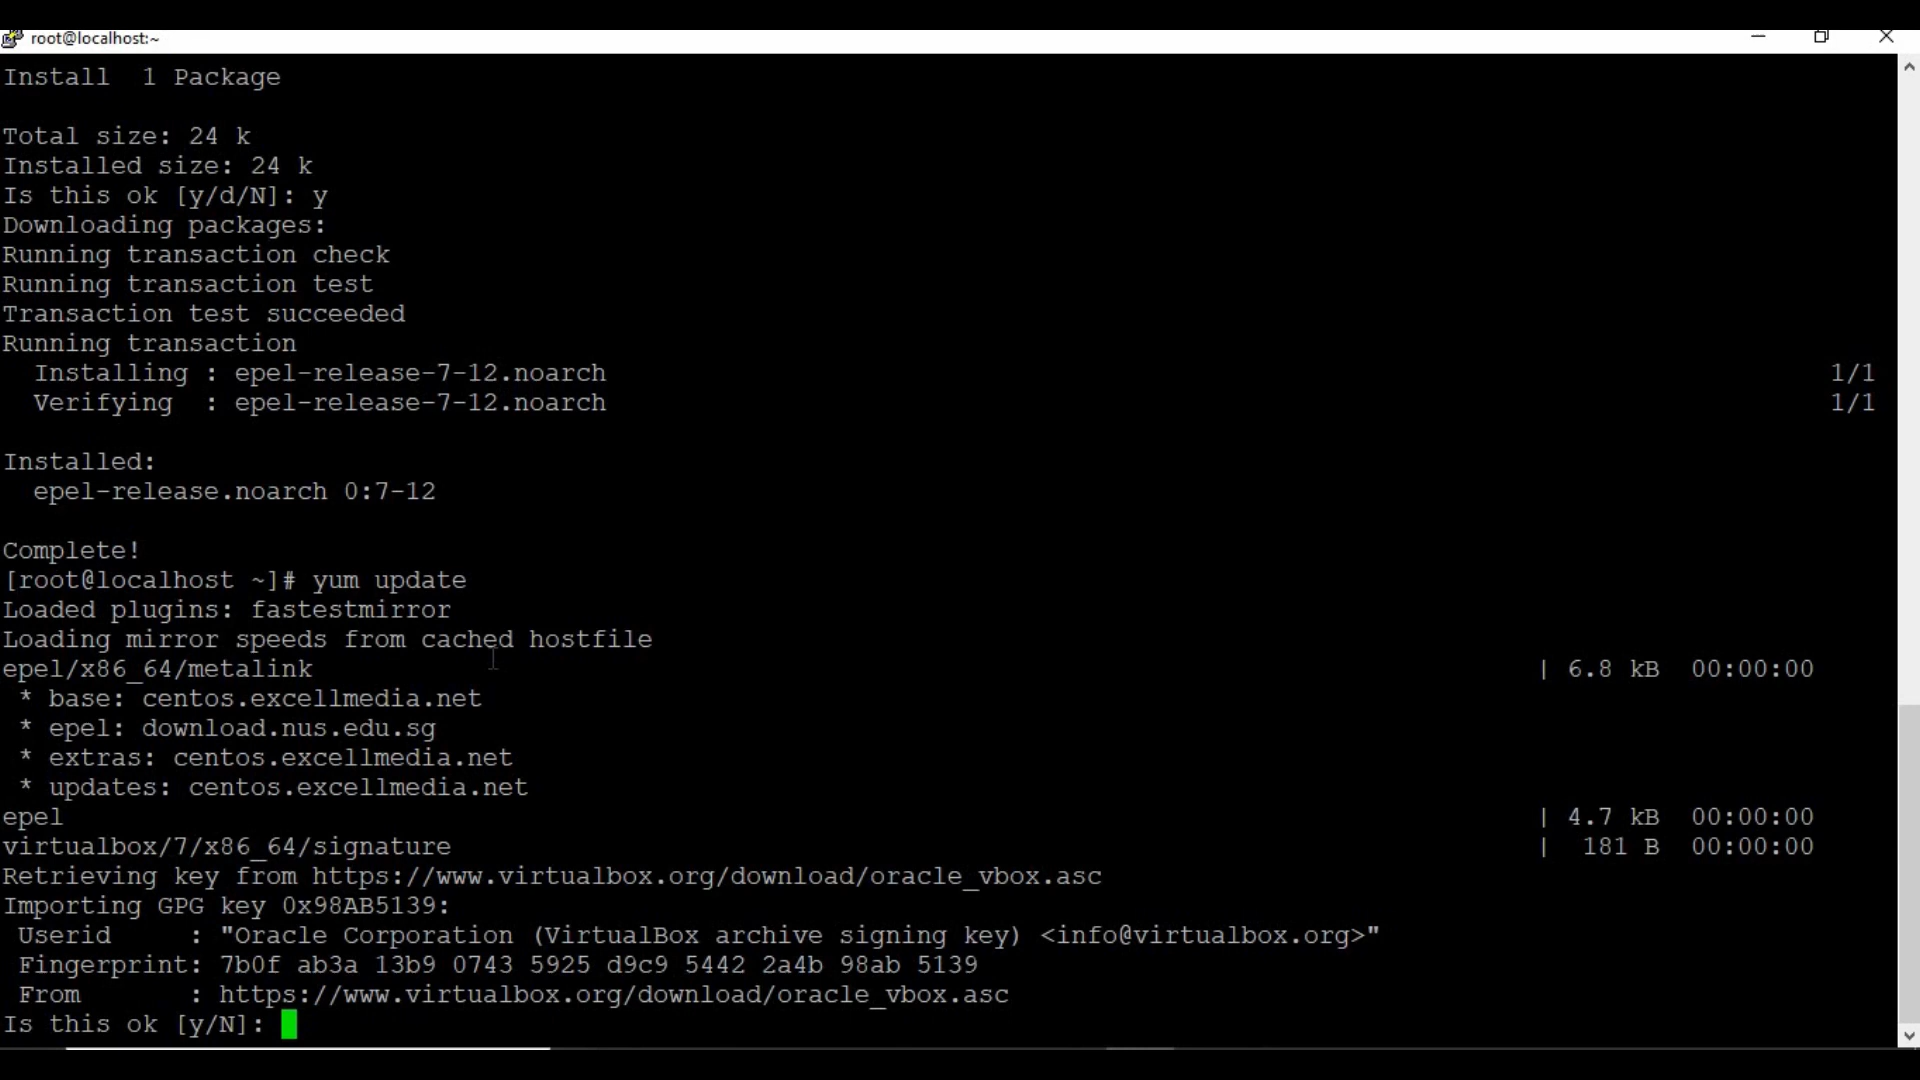 root@localhost:~
Install  1 Package
Total size: 24 k
Installed size: 24 k
Is this ok [y/d/N]: y
Downloading packages:
Running transaction check
Running transaction test
Transaction test succeeded
Running transaction
  Installing : epel-release-7-12.noarch 1/1
  Verifying  : epel-release-7-12.noarch 1/1
Installed:
  epel-release.noarch 0:7-12
Complete!
[root@localhost ~]# yum update
Loaded plugins: fastestmirror
Loading mirror speeds from cached hostfile
epel/x86_64/metalink | 6.8 kB  00:00:00
 * base: centos.excellmedia.net
 * epel: download.nus.edu.sg
 * extras: centos.excellmedia.net
 * updates: centos.excellmedia.net
epel | 4.7 kB  00:00:00
virtualbox/7/x86_64/signature |  181 B  00:00:00
Retrieving key from https://www.virtualbox.org/download/oracle_vbox.asc
Importing GPG key 0x98AB5139:
 Userid     : "Oracle Corporation (VirtualBox archive signing key) <info@virtualbox.org>"
 Fingerprint: 7b0f ab3a 13b9 0743 5925 d9c9 5442 2a4b 98ab 5139
 From       : https://www.virtualbox.org/download/oracle_vbox.asc
Is this ok [y/N]: